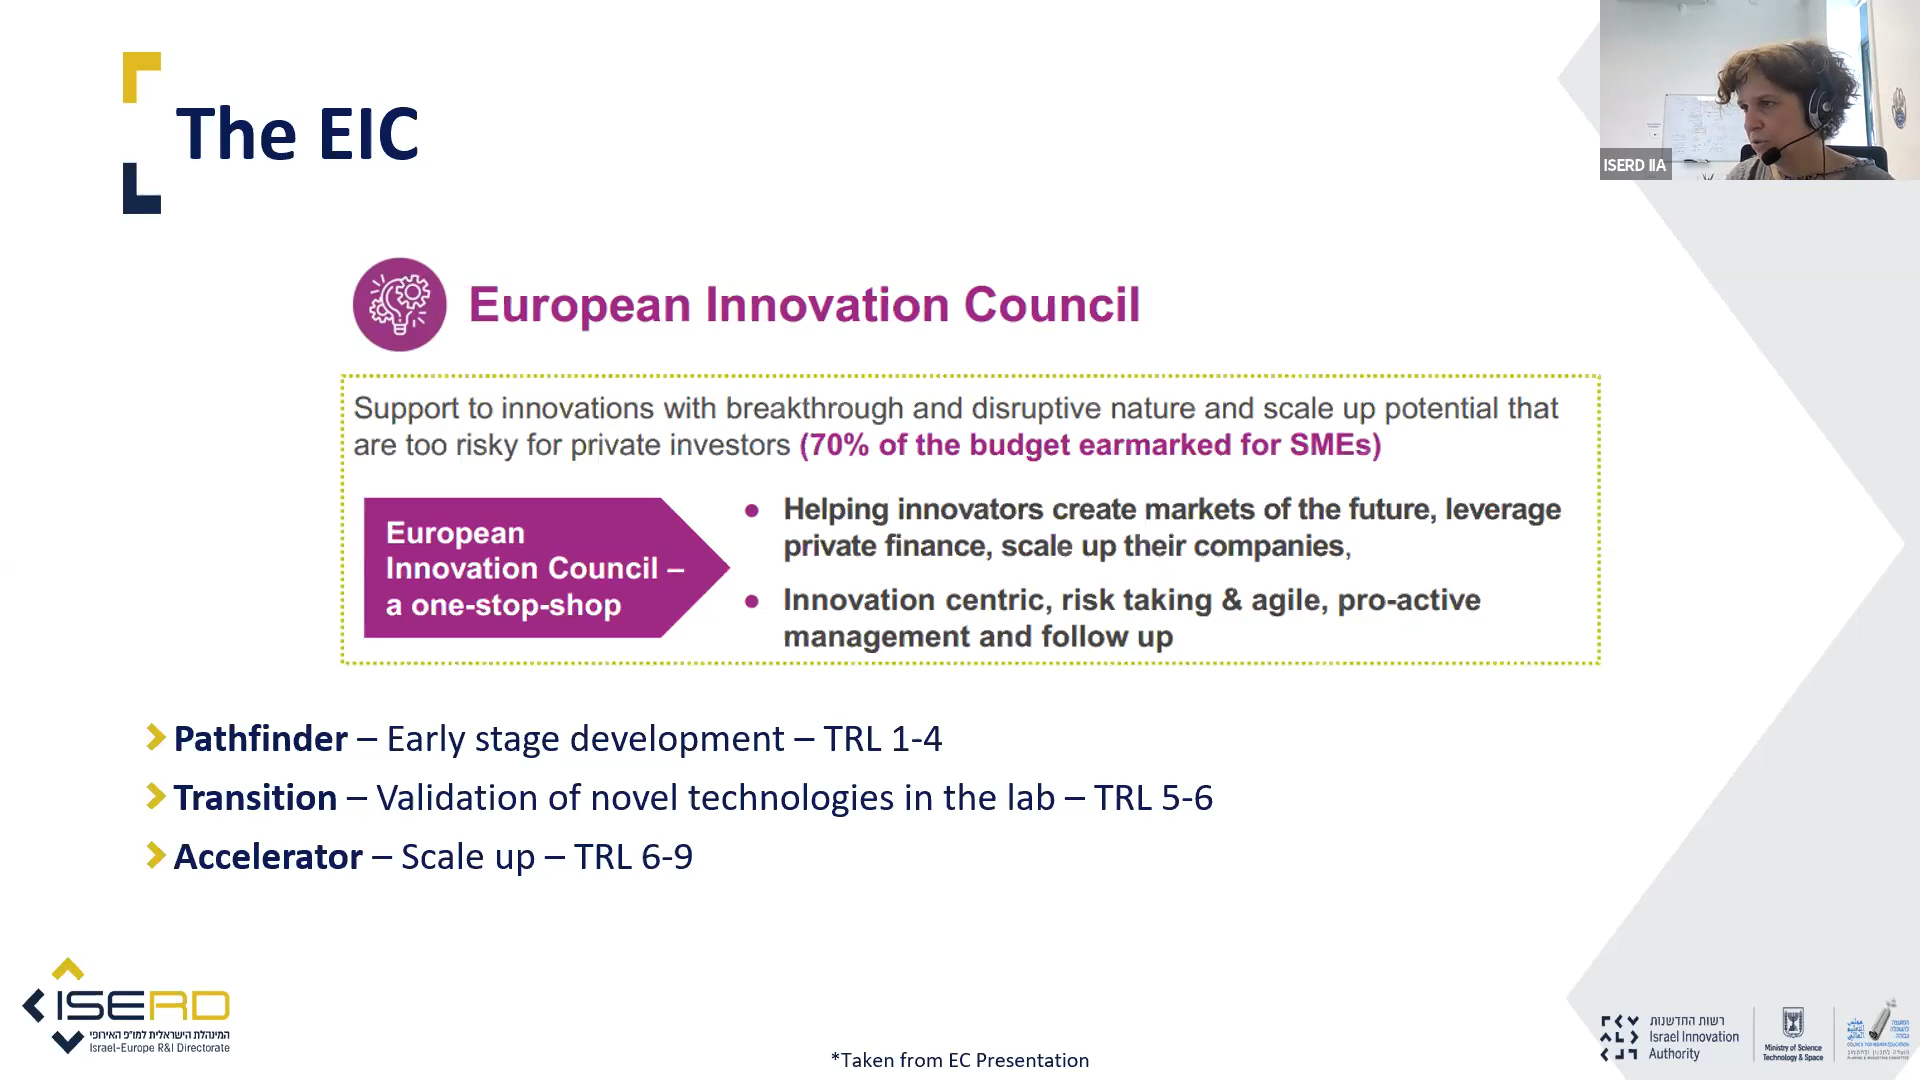 The EIC
ISERD IIA
European Innovation Council
Support to innovations with breakthrough and disruptive nature and scale up potential that
are too risky for private investors (70% of the budget earmarked for SMEs)
European
Innovation Council –
a one-stop-shop
● Helping innovators create markets of the future, leverage
private finance, scale up their companies,
● Innovation centric, risk taking & agile, pro-active
management and follow up
Pathfinder – Early stage development – TRL 1-4
Transition – Validation of novel technologies in the lab – TRL 5-6
Accelerator – Scale up – TRL 6-9
ISERD
המינהלת הישראלית למו״פ האירופי
Israel-Europe R&I Directorate
*Taken from EC Presentation
רשות החדשנות
Israel Innovation
Authority
Ministry of Science
Technology & Space